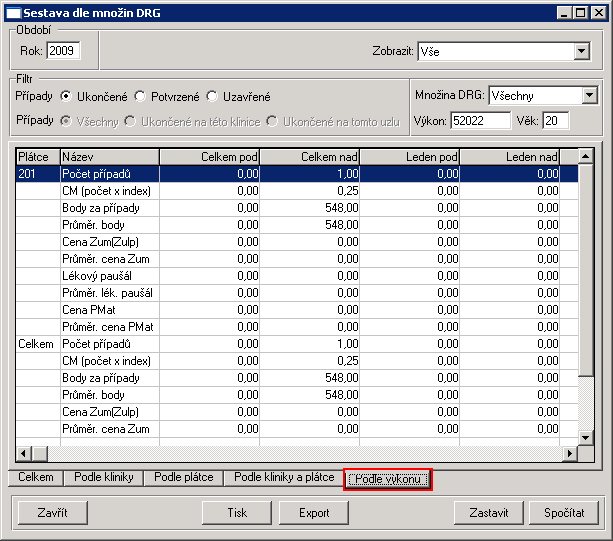 Sestava dle množin DRG
Období
Rok: 2009 Zobrazit: Vše
Filtr
Případy Ukončené Potvrzené Uzavřené Množina DRG: Všechny
Případy Všechny Ukončené na této klinice Ukončené na tomto uzlu Výkon: 52022 Věk: 20
Plátce Název Celkem pod Celkem nad Leden pod Leden nad
201 Počet případů 0,00 1,00 0,00 0,00
CM (počet x index) 0,00 0,25 0,00 0,00
Body za případy 0,00 548,00 0,00 0,00
Průměr. body 0,00 548,00 0,00 0,00
Cena Zum(Zulp) 0,00 0,00 0,00 0,00
Průměr. cena Zum 0,00 0,00 0,00 0,00
Lékový paušál 0,00 0,00 0,00 0,00
Průměr. lék. paušál 0,00 0,00 0,00 0,00
Cena PMat 0,00 0,00 0,00 0,00
Průměr. cena PMat 0,00 0,00 0,00 0,00
Celkem Počet případů 0,00 1,00 0,00 0,00
CM (počet x index) 0,00 0,25 0,00 0,00
Body za případy 0,00 548,00 0,00 0,00
Průměr. body 0,00 548,00 0,00 0,00
Cena Zum(Zulp) 0,00 0,00 0,00 0,00
Průměr. cena Zum 0,00 0,00 0,00 0,00
Celkem Podle kliniky Podle plátce Podle kliniky a plátce Podle výkonu
Zavřít Tisk Export Zastavit Spočítat